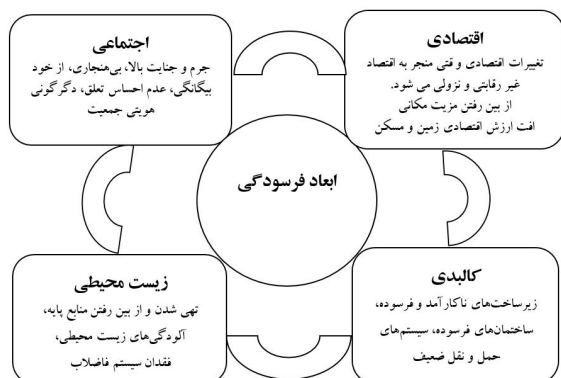 اقتصادی
تغییرات اقتصادی و قتی منجر به اقتصاد
غیر رقابتی و نزولی می شود.
از بین رفتن مزیت مکانی
افت ارزش اقتصادی زمین و مسکن
اجتماعی
جرم و جنایت بالا، بی‌هنجاری، از خود
بیگانگی، عدم احساس تعلق، دگرگونی
هویتی جمعیت
ابعاد فرسودگی
کالبدی
زیرساخت‌های ناکارآمد و فرسوده،
ساختمان‌های فرسوده، سیستم‌های
حمل و نقل ضعیف
زیست محیطی
تهی شدن و از بین رفتن منابع پایه،
آلودگی‌های زیست محیطی،
فقدان سیستم فاضلاب